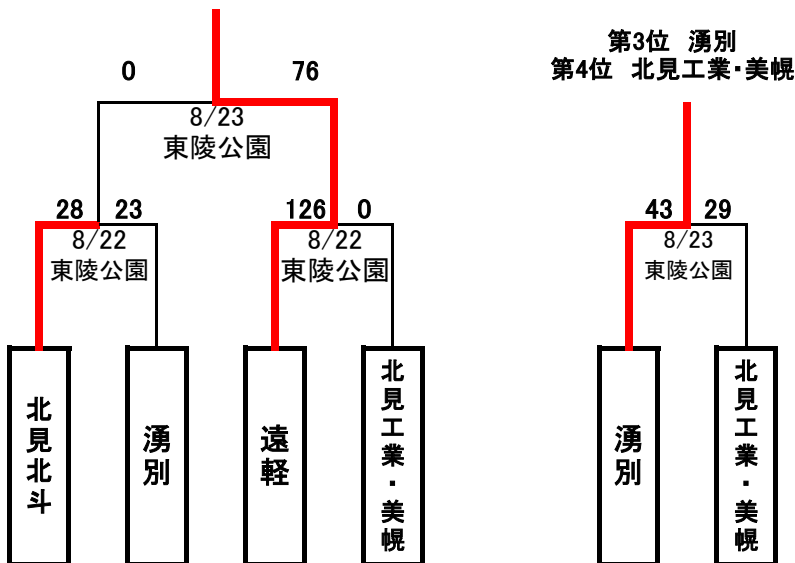 0 76
8/23
東陵公園
28 23
8/22
東陵公園
126 0
8/22
東陵公園
北見北斗
湧別
遠軽
北見工業・美幌
第3位 湧別
第4位 北見工業・美幌
43 29
8/23
東陵公園
湧別
北見工業・美幌